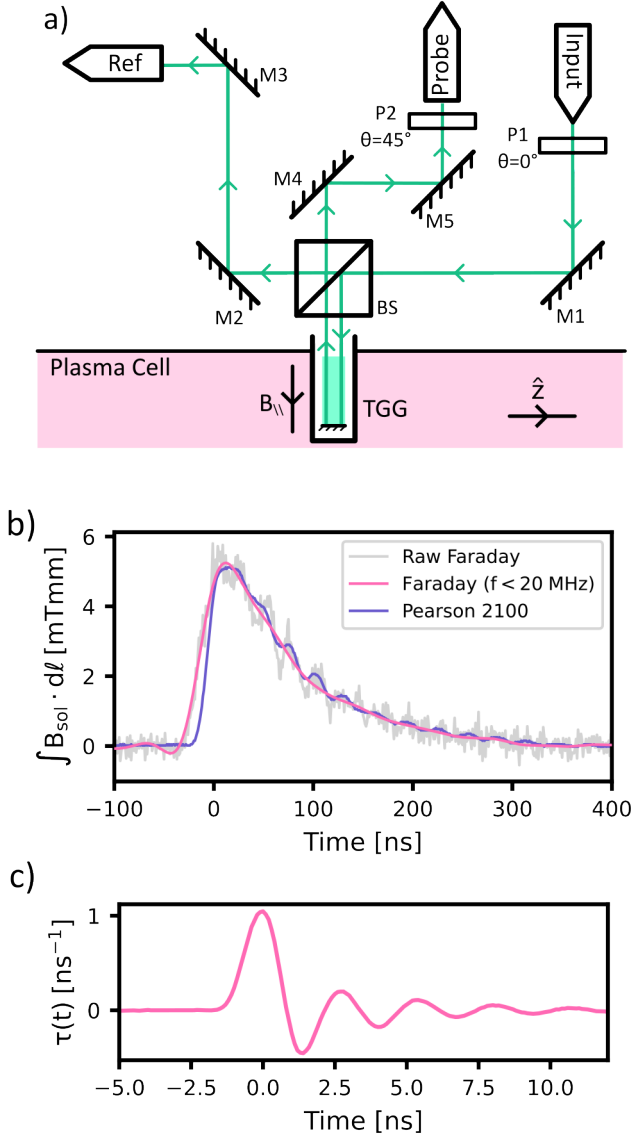 a)
Ref
M3
Probe
Input
P2
θ=45°
P1
θ=0°
M4
M5
M2
BS
M1
Plasma Cell
B\\
TGG
ẑ
b)
∫B_sol · dℓ [mTmm]
6
4
2
0
Raw Faraday
Faraday (f < 20 MHz)
Pearson 2100
−100 0 100 200 300 400
Time [ns]
c)
τ(t) [ns⁻¹]
1
0
−5.0 −2.5 0.0 2.5 5.0 7.5 10.0
Time [ns]